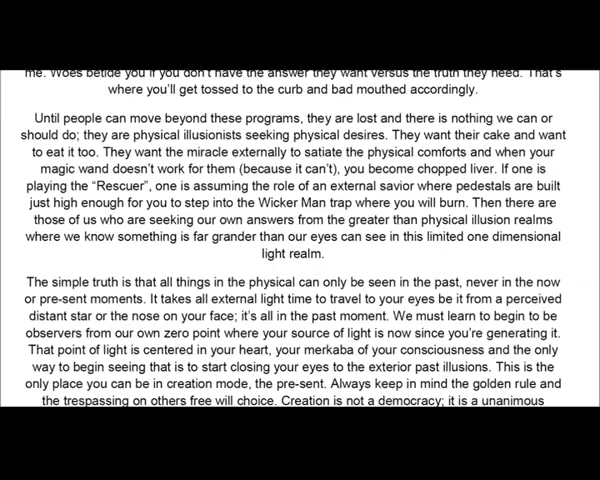 me. Woes betide you if you don't have the answer they want versus the truth they need. That's
where you'll get tossed to the curb and bad mouthed accordingly.
Until people can move beyond these programs, they are lost and there is nothing we can or
should do; they are physical illusionists seeking physical desires. They want their cake and want
to eat it too. They want the miracle externally to satiate the physical comforts and when your
magic wand doesn't work for them (because it can't), you become chopped liver. If one is
playing the “Rescuer”, one is assuming the role of an external savior where pedestals are built
just high enough for you to step into the Wicker Man trap where you will burn. Then there are
those of us who are seeking our own answers from the greater than physical illusion realms
where we know something is far grander than our eyes can see in this limited one dimensional
light realm.
The simple truth is that all things in the physical can only be seen in the past, never in the now
or pre-sent moments. It takes all external light time to travel to your eyes be it from a perceived
distant star or the nose on your face; it's all in the past moment. We must learn to begin to be
observers from our own zero point where your source of light is now since you're generating it.
That point of light is centered in your heart, your merkaba of your consciousness and the only
way to begin seeing that is to start closing your eyes to the exterior past illusions. This is the
only place you can be in creation mode, the pre-sent. Always keep in mind the golden rule and
the trespassing on others free will choice. Creation is not a democracy; it is a unanimous